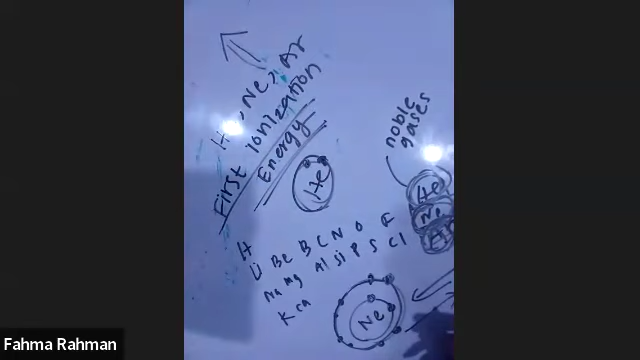 H, Ne, Ar
First Ionization
Energy
He
noble
gases
He
Ne
Ar
H
Li Be B C N O F
Na Mg Al Si P S Cl
K Ca
Ne
Fahma Rahman